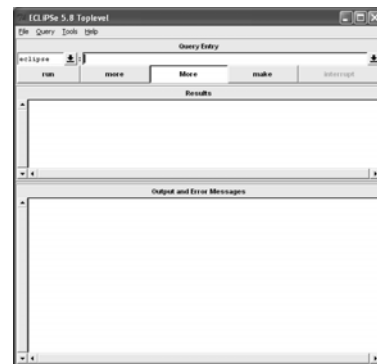 ECLiPSe 5.8 Toplevel
File Query Tools Help
Query Entry
eclipse :
run more More make interrupt
Results
Output and Error Messages